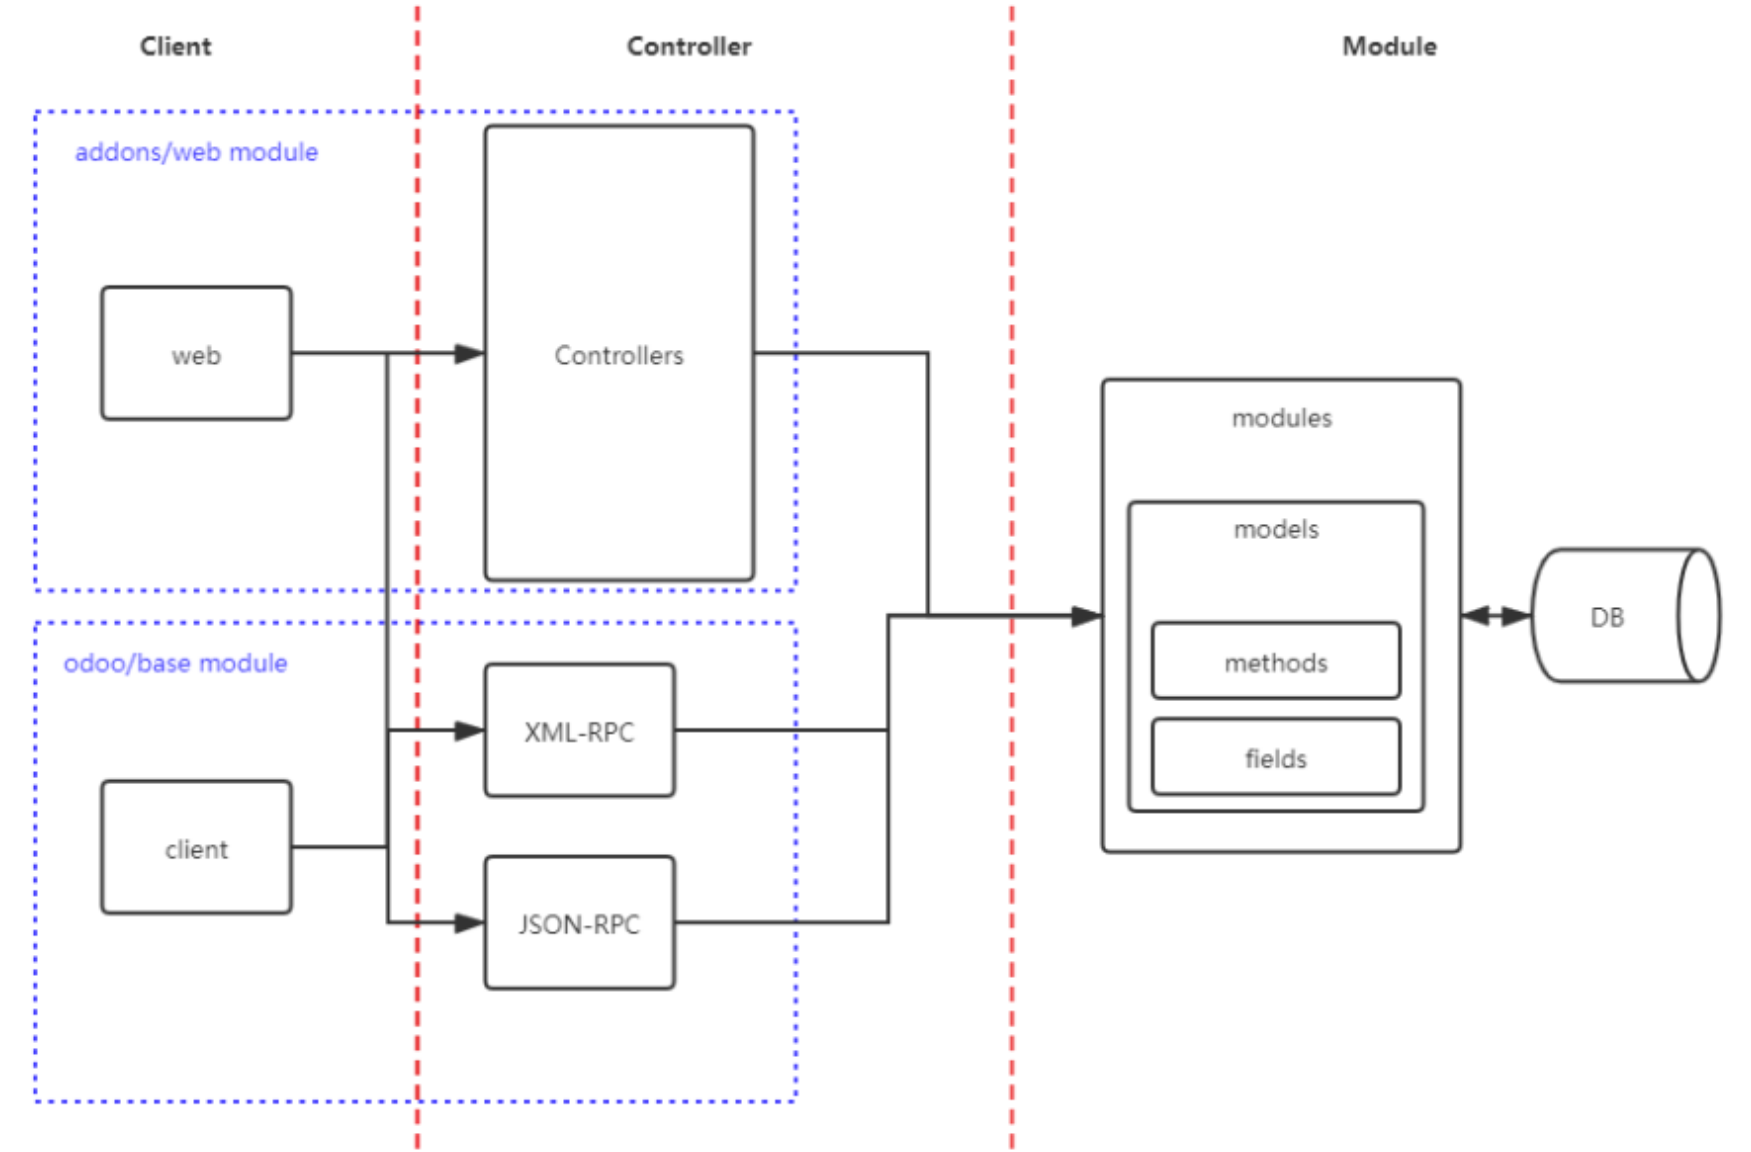 Client
Controller
Module
addons/web module
web
Controllers
modules
models
methods
fields
DB
odoo/base module
XML-RPC
client
JSON-RPC